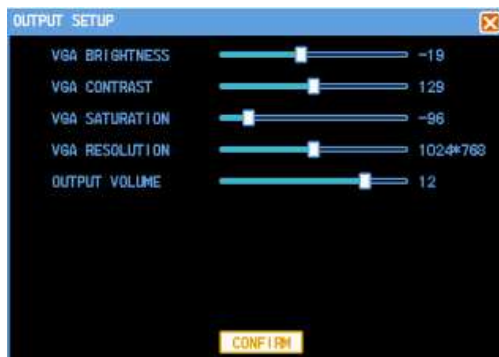 OUTPUT SETUP
VGA BRIGHTNESS -19
VGA CONTRAST 129
VGA SATURATION -96
VGA RESOLUTION 1024*768
OUTPUT VOLUME 12
CONFIRM